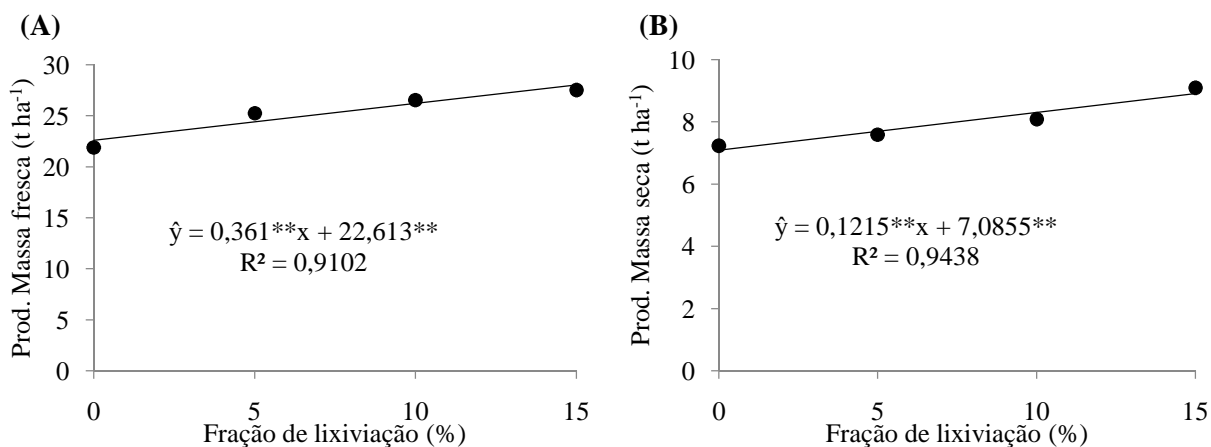 (A)
Prod. Massa fresca (t ha⁻¹)
30
25
20
15
10
5
0
ŷ = 0,361**x + 22,613**
R² = 0,9102
0 5 10 15
Fração de lixiviação (%)
(B)
Prod. Massa seca (t ha⁻¹)
10
8
6
4
2
0
ŷ = 0,1215**x + 7,0855**
R² = 0,9438
0 5 10 15
Fração de lixiviação (%)